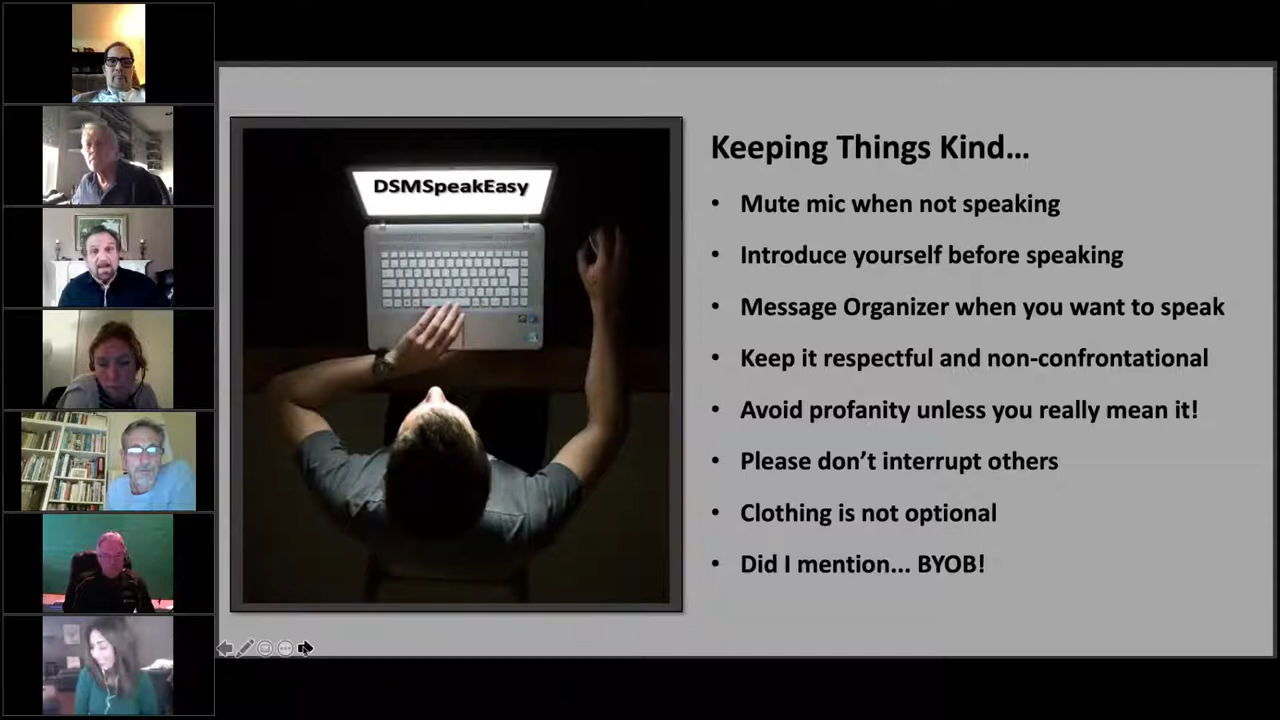 DSMSpeakEasy
Keeping Things Kind...
• Mute mic when not speaking
• Introduce yourself before speaking
• Message Organizer when you want to speak
• Keep it respectful and non-confrontational
• Avoid profanity unless you really mean it!
• Please don’t interrupt others
• Clothing is not optional
• Did I mention... BYOB!